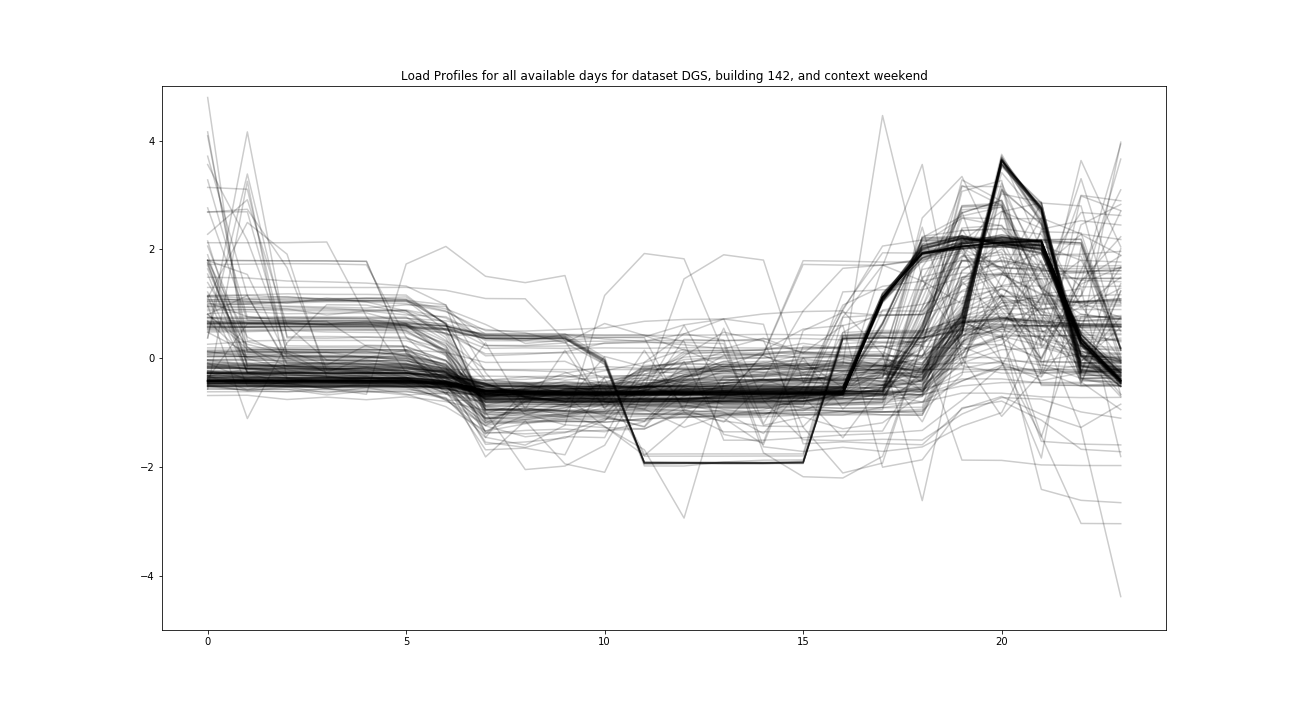 Load Profiles for all available days for dataset DGS, building 142, and context weekend
4
2
0
−2
−4
0 5 10 15 20